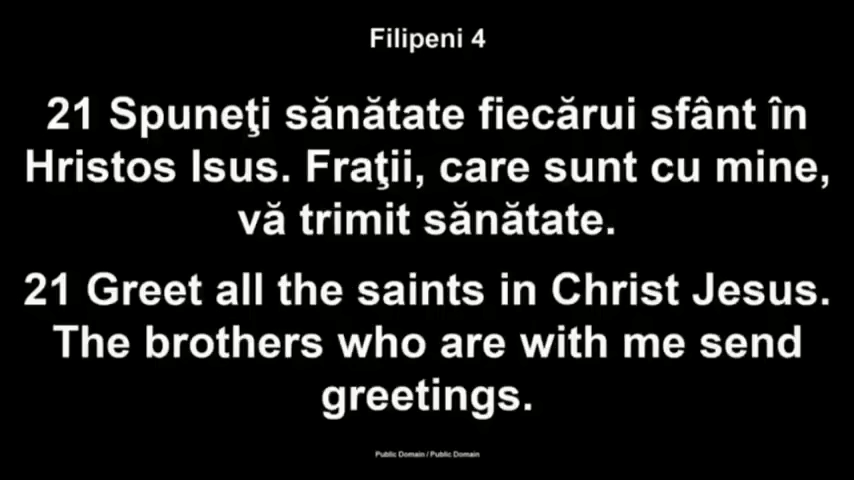 Filipeni 4
21 Spuneţi sănătate fiecărui sfânt în
Hristos Isus. Fraţii, care sunt cu mine,
vă trimit sănătate.
21 Greet all the saints in Christ Jesus.
The brothers who are with me send
greetings.
Public Domain / Public Domain